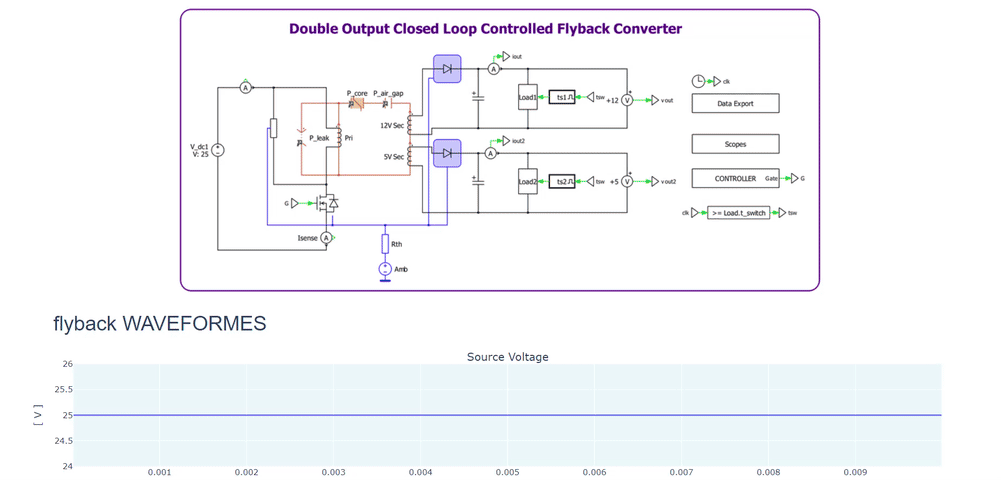 Double Output Closed Loop Controlled Flyback Converter
iout
A
A
P_core P_air_gap
Load1 ts1 tsw +12 V vout
clk
Data Export
12V Sec
P_leak Pri
V_dc1
V: 25
iout2
A
Scopes
5V Sec
Load2 ts2 tsw +5 V vout2
CONTROLLER Gate G
G
clk >= Load.t_switch tsw
Isense A
Rth
Amb
flyback WAVEFORMES
Source Voltage
26
25.5
25
24.5
24
[ V ]
0.001 0.002 0.003 0.004 0.005 0.006 0.007 0.008 0.009